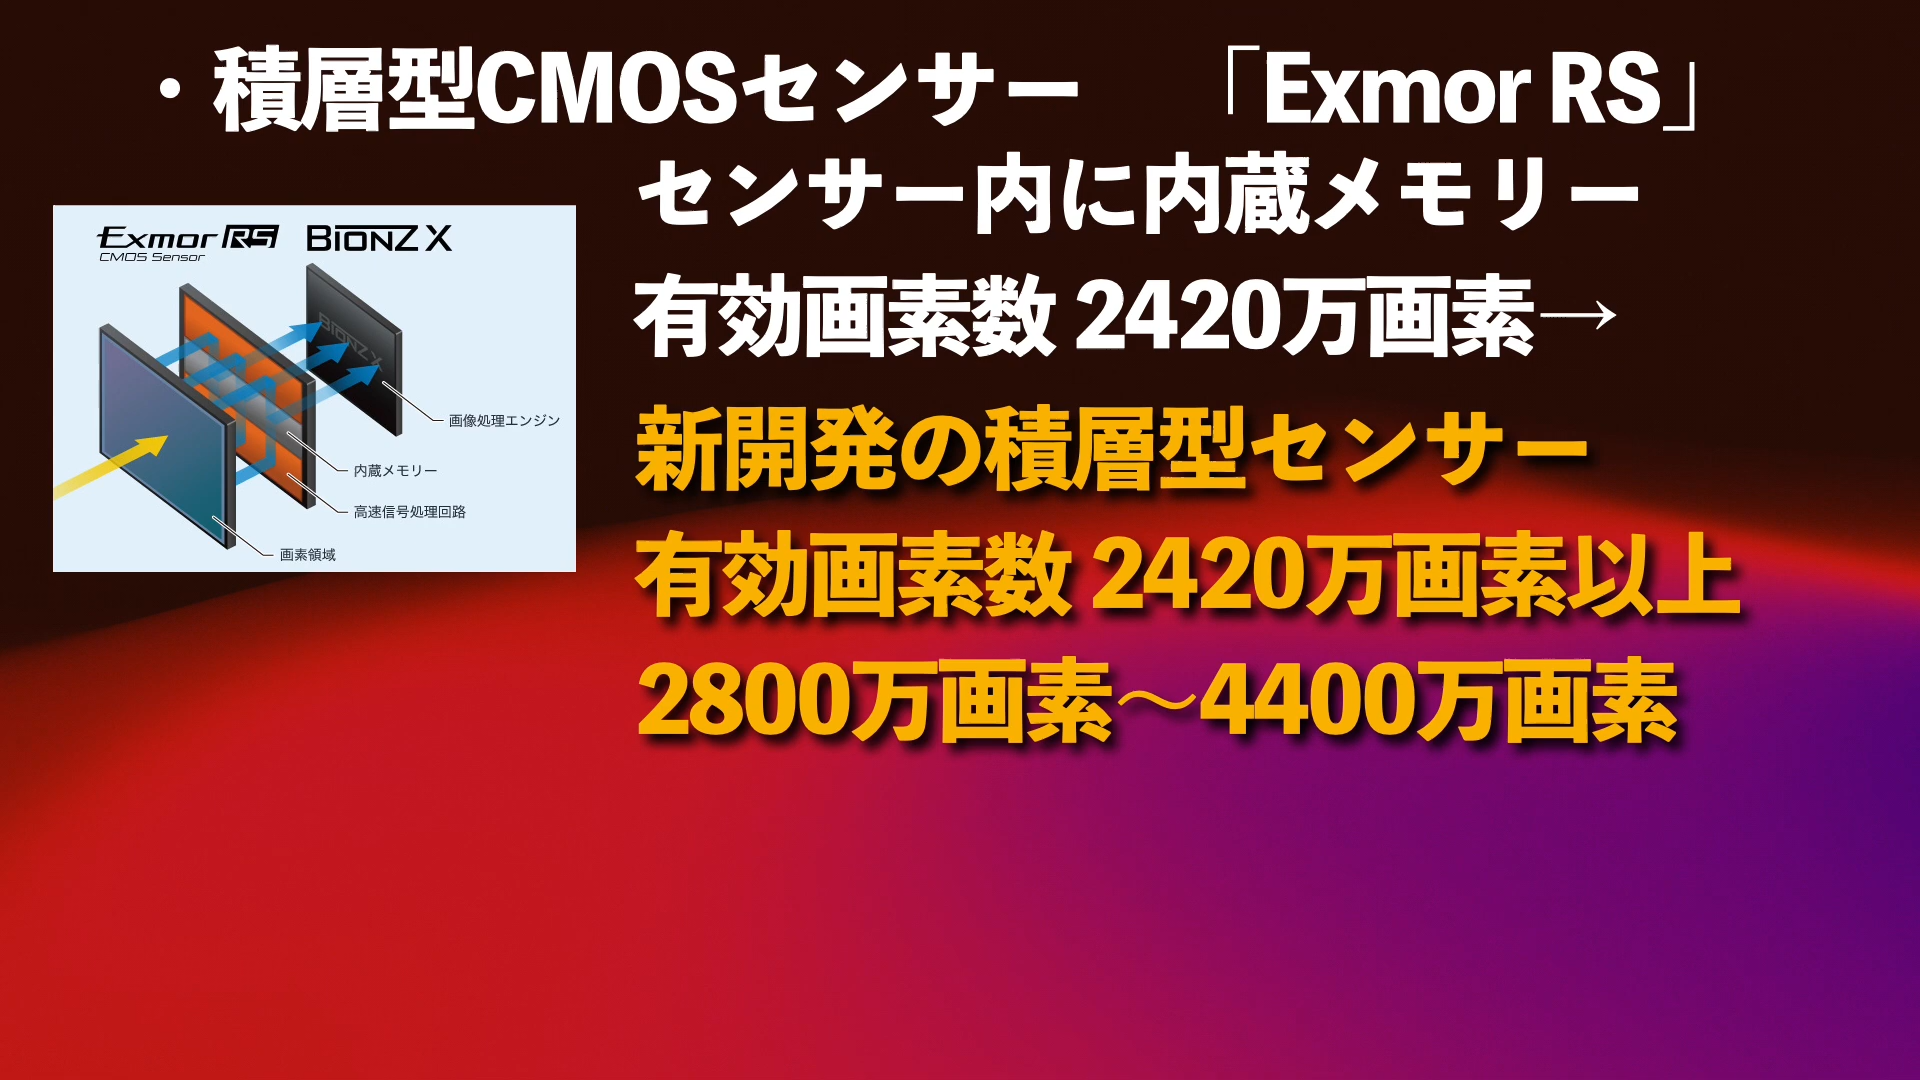 ・積層型CMOSセンサー　「Exmor RS」
センサー内に内蔵メモリー
有効画素数 2420万画素→
新開発の積層型センサー
有効画素数 2420万画素以上
2800万画素～4400万画素
Exmor RS BIONZ X
CMOS Sensor
BIONZ X
画像処理エンジン
内蔵メモリー
高速信号処理回路
画素領域